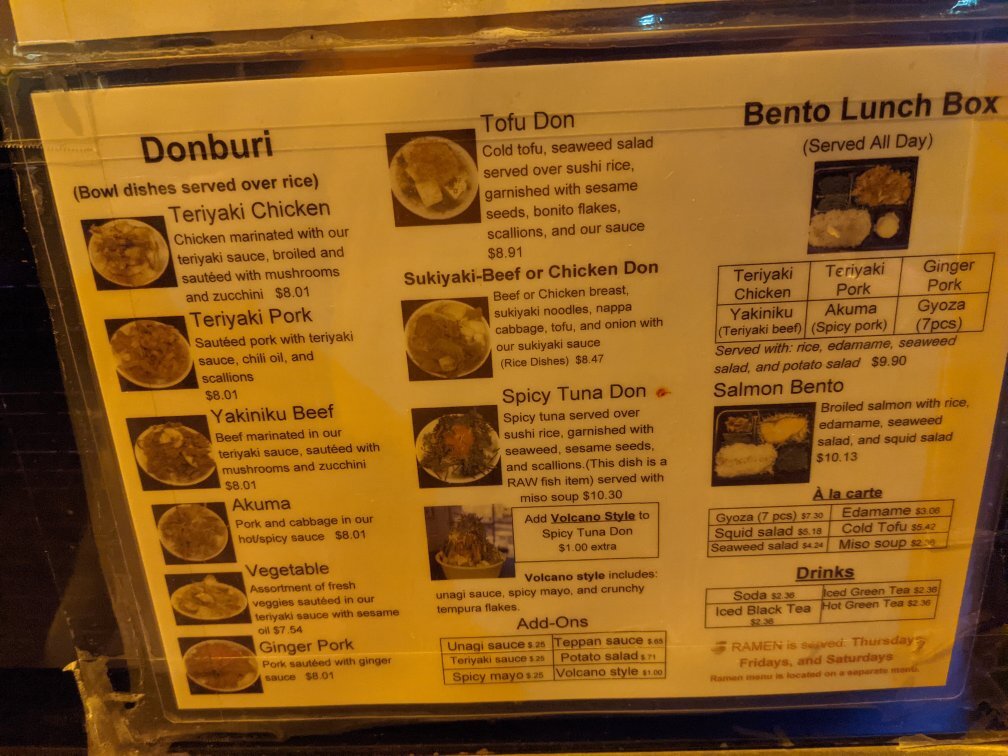 Donburi
(Bowl dishes served over rice)
Teriyaki Chicken
Chicken marinated with our
teriyaki sauce, broiled and
sautéed with mushrooms
and zucchini $8.01
Teriyaki Pork
Sautéed pork with teriyaki
sauce, chili oil, and
scallions
$8.01
Yakiniku Beef
Beef marinated in our
teriyaki sauce, sautéed with
mushrooms and zucchini
$8.01
Akuma
Pork and cabbage in our
hot/spicy sauce $8.01
Vegetable
Assortment of fresh
veggies sautéed in our
teriyaki sauce with sesame
oil $7.54
Ginger Pork
Pork sautéed with ginger
sauce $8.01
Tofu Don
Cold tofu, seaweed salad
served over sushi rice,
garnished with sesame
seeds, bonito flakes,
scallions, and our sauce
$8.91
Sukiyaki-Beef or Chicken Don
Beef or Chicken breast,
sukiyaki noodles, nappa
cabbage, tofu, and onion with
our sukiyaki sauce
(Rice Dishes) $8.47
Spicy Tuna Don
Spicy tuna served over
sushi rice, garnished with
seaweed, sesame seeds,
and scallions.(This dish is a
RAW fish item) served with
miso soup $10.30
Add Volcano Style to
Spicy Tuna Don
$1.00 extra
Volcano style includes:
unagi sauce, spicy mayo, and crunchy
tempura flakes.
Add-Ons
Unagi sauce $.25 Teppan sauce $.65
Teriyaki sauce $.25 Potato salad $.71
Spicy mayo $.25 Volcano style $1.00
Bento Lunch Box
(Served All Day)
Teriyaki Chicken
Teriyaki Pork
Ginger Pork
Yakiniku (Teriyaki beef)
Akuma (Spicy pork)
Gyoza (7pcs)
Served with: rice, edamame, seaweed
salad, and potato salad $9.90
Salmon Bento
Broiled salmon with rice,
edamame, seaweed
salad, and squid salad
$10.13
À la carte
Gyoza (7 pcs) $7.30 Edamame $3.06
Squid salad $5.18 Cold Tofu $5.42
Seaweed salad $4.24 Miso soup $2.36
Drinks
Soda $2.36 Iced Green Tea $2.36
Iced Black Tea $2.36 Hot Green Tea $2.36
RAMEN is served Thursdays,
Fridays, and Saturdays
Ramen menu is located on a separate menu.